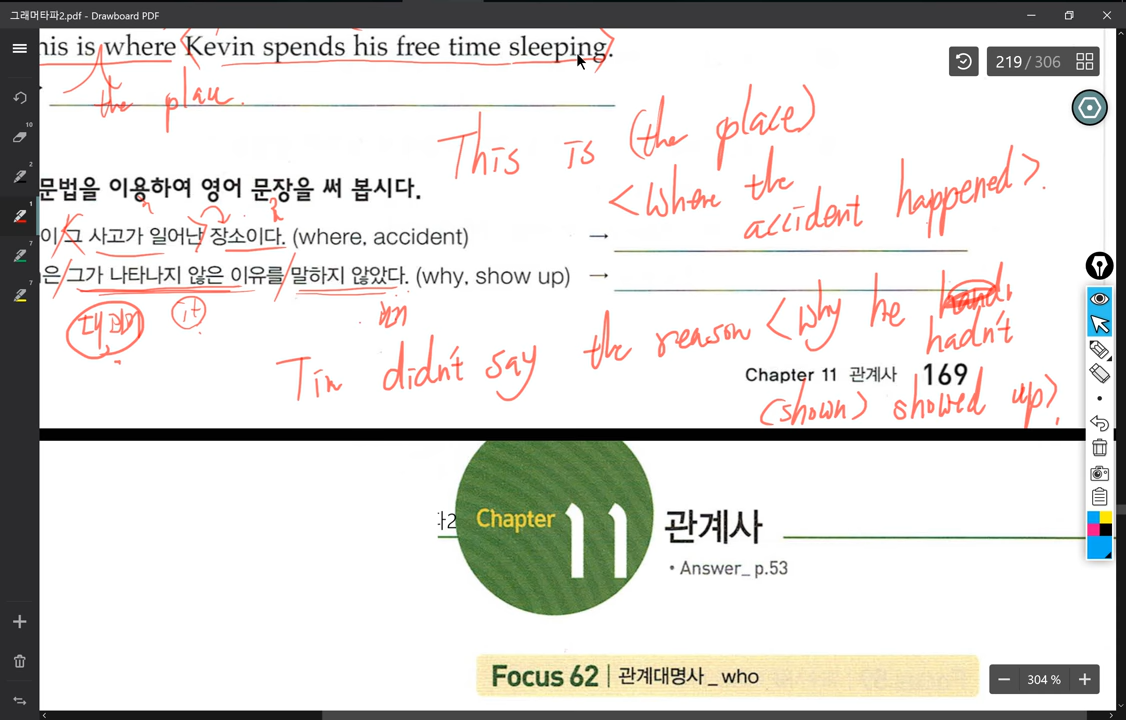 그래머타파2.pdf - Drawboard PDF
his is where Kevin spends his free time sleeping.
219 / 306
the
This is (the place)
<where the
accident happened>.
문법을 이용하여 영어 문장을 써 봅시다.
이 그 사고가 일어난 장소이다. (where, accident) →
은 그가 나타나지 않은 이유를 말하지 않았다. (why, show up) →
it
didn't say the reason <why he
hadn't
Chapter 11 관계사 169
(shown) showed up>.
Chapter 11 관계사
• Answer_ p.53
Focus 62 | 관계대명사 _ who
304 %